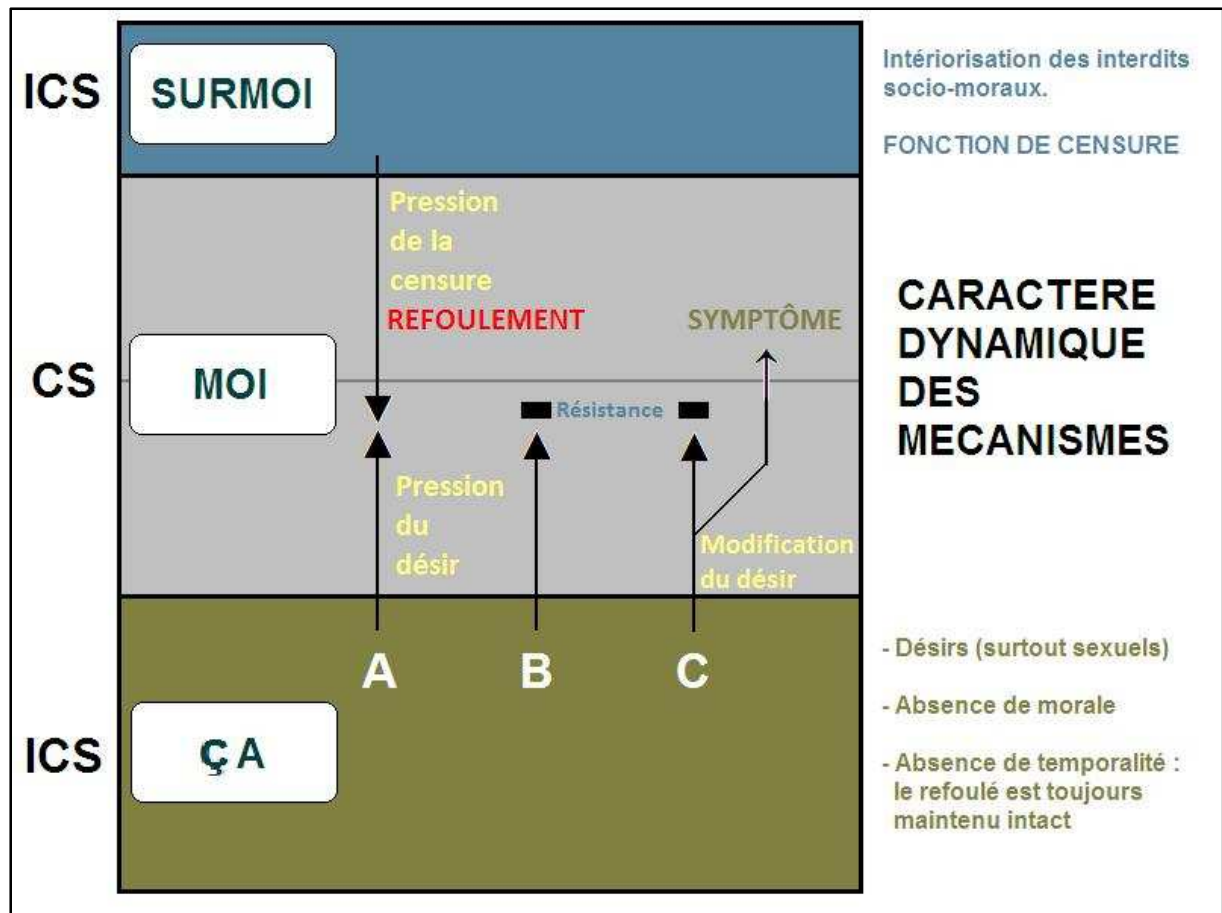 ICS
SURMOI
Intériorisation des interdits
socio-moraux.
FONCTION DE CENSURE
Pression
de la
censure
REFOULEMENT
SYMPTÔME
CS
MOI
Résistance
Pression
du
désir
Modification
du désir
CARACTERE
DYNAMIQUE
DES
MECANISMES
A
B
C
ICS
ÇA
- Désirs (surtout sexuels)
- Absence de morale
- Absence de temporalité :
le refoulé est toujours
maintenu intact